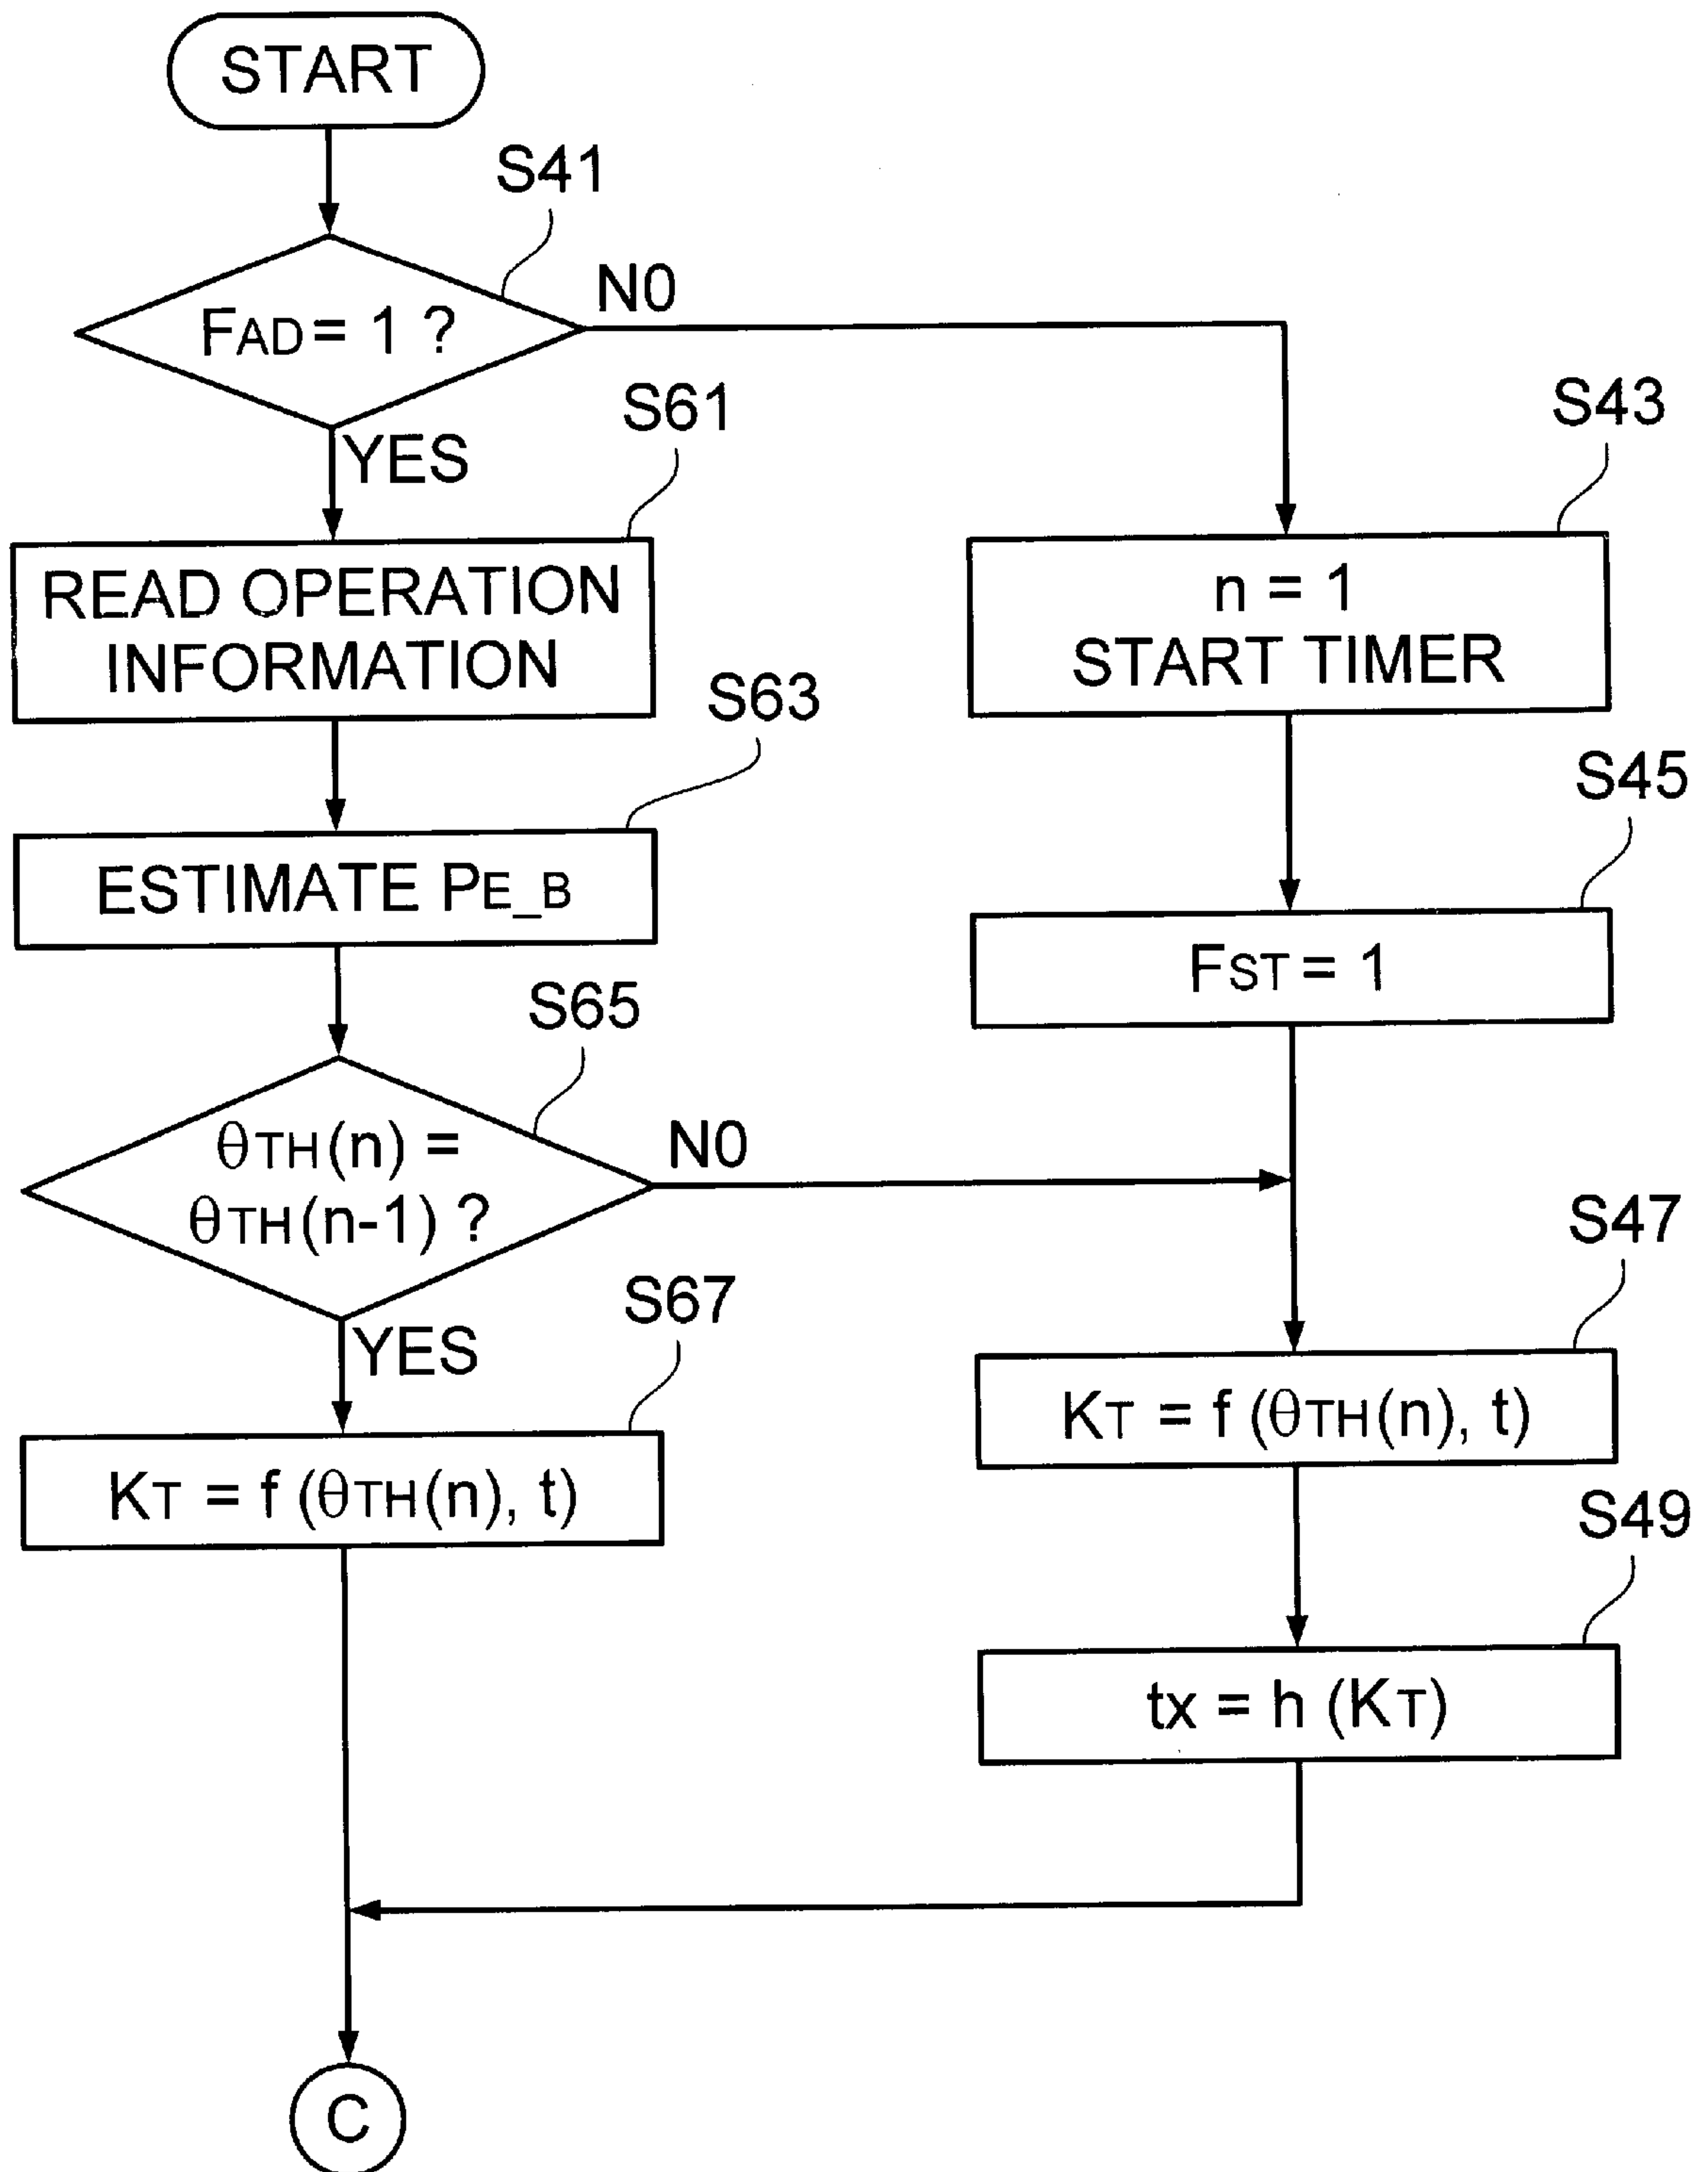 START
S41
FAD = 1 ?
N0
YES
S61
READ OPERATION
INFORMATION
S43
n = 1
START TIMER
S63
ESTIMATE PE_B
S45
FST = 1
S65
θTH(n) =
θTH(n-1) ?
N0
YES
S47
KT = f (θTH(n), t)
S67
KT = f (θTH(n), t)
S49
tx = h (KT)
C